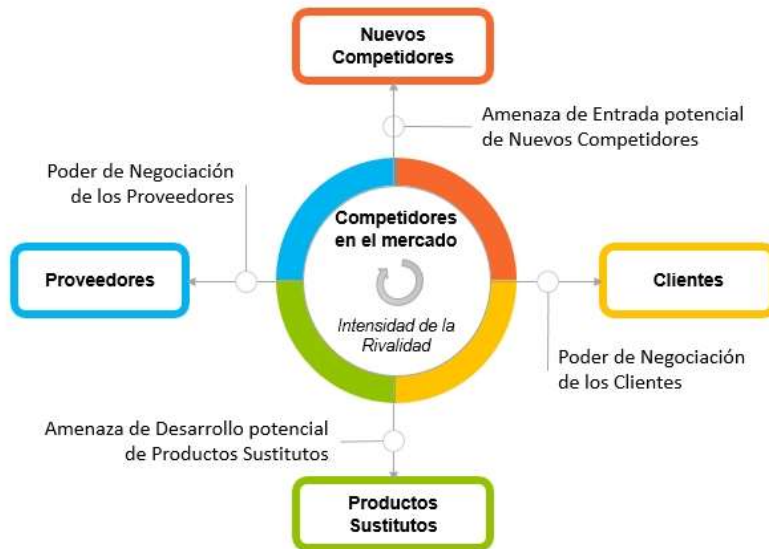 Nuevos
Competidores
Amenaza de Entrada potencial
de Nuevos Competidores
Poder de Negociación
de los Proveedores
Competidores
en el mercado
Proveedores
Clientes
Intensidad de la
Rivalidad
Poder de Negociación
de los Clientes
Amenaza de Desarrollo potencial
de Productos Sustitutos
Productos
Sustitutos